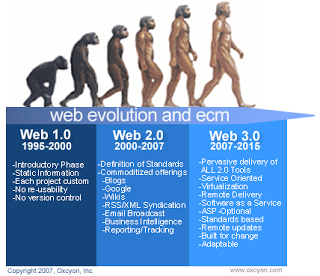 web evolution and ecm
Web 1.0
1995-2000
-Introductory Phase
-Static Information
-Each project custom
-No re-usability
-No version control
Web 2.0
2000-2007
-Definition of Standards
-Commoditized offerings
-Blogs
-Google
-Wikis
-RSS/XML Syndication
-Email Broadcast
-Business Intelligence
-Reporting/Tracking
Web 3.0
2007-2015
-Pervasive delivery of
ALL 2.0 Tools
-Service Oriented
-Virtualization
-Remote Delivery
-Software as a Service
-ASP -Optional
-Standards based
-Remote updates
-Built for change
-Adaptable
Copyright 2007, Oxcyon, Inc.
www.oxcyon.com